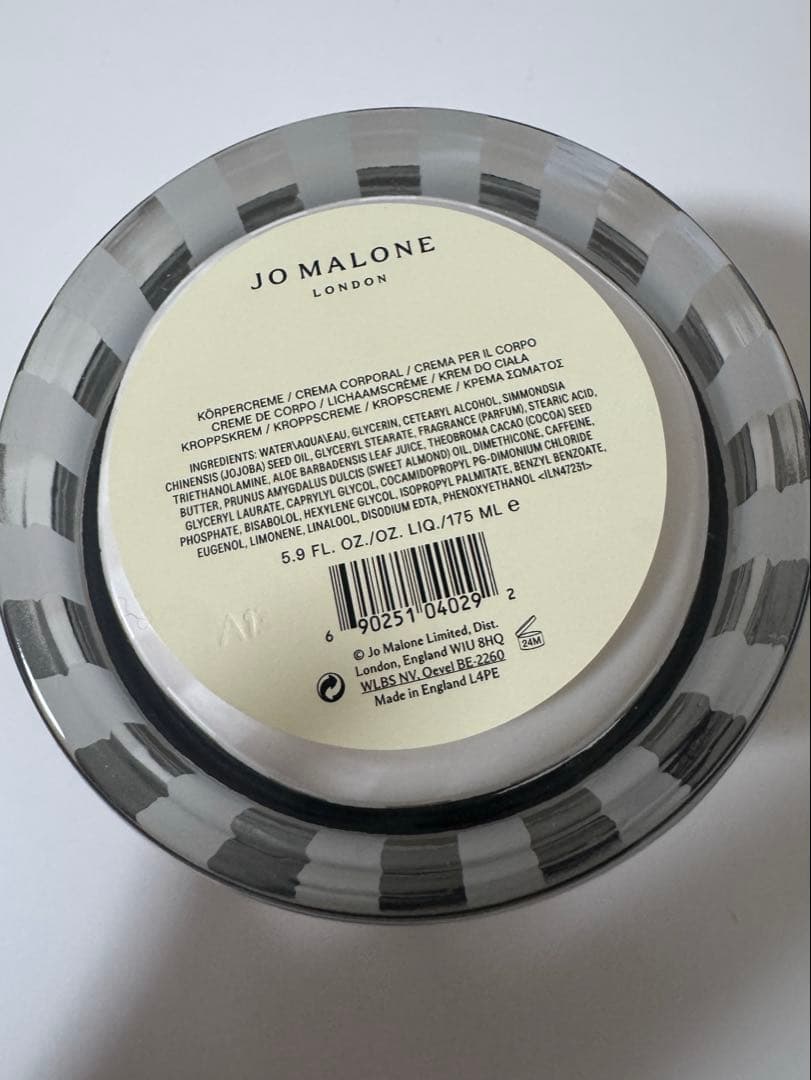 JO MALONE
LONDON
KÖRPERCREME / CREMA CORPORAL / CREMA PER IL CORPO
CREME DE CORPO / LICHAAMSCRÈME / KREM DO CIAŁA
KROPPSKREM / KROPPSCREME / KROPSCREME / ΚΡΕΜΑ ΣΩΜΑΤΟΣ
INGREDIENTS: WATER\AQUA\EAU, GLYCERIN, CETEARYL ALCOHOL, SIMMONDSIA
CHINENSIS (JOJOBA) SEED OIL, GLYCERYL STEARATE, FRAGRANCE (PARFUM), STEARIC ACID,
TRIETHANOLAMINE, ALOE BARBADENSIS LEAF JUICE, THEOBROMA CACAO (COCOA) SEED
BUTTER, PRUNUS AMYGDALUS DULCIS (SWEET ALMOND) OIL, DIMETHICONE, CAFFEINE,
GLYCERYL LAURATE, CAPRYLYL GLYCOL, COCAMIDOPROPYL PG-DIMONIUM CHLORIDE
PHOSPHATE, BISABOLOL, HEXYLENE GLYCOL, ISOPROPYL PALMITATE, BENZYL BENZOATE,
EUGENOL, LIMONENE, LINALOOL, DISODIUM EDTA, PHENOXYETHANOL <ILN47231>
5.9 FL. OZ./OZ. LIQ./175 ML ℮
6 90251 04029 2
© Jo Malone Limited, Dist.
London, England W1U 8HQ
24M
WLBS NV. Oevel BE-2260
Made in England L4PE